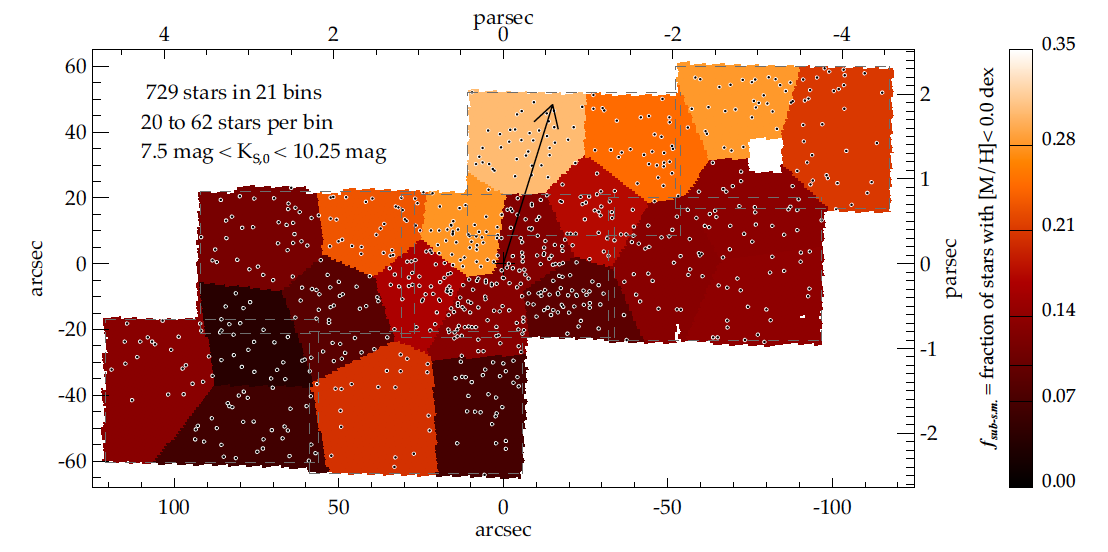 parsec
4 2 0 -2 -4
60
40
20
0
-20
-40
-60
arcsec
729 stars in 21 bins
20 to 62 stars per bin
7.5 mag < K_S,0 < 10.25 mag
2
1
0
-1
-2
parsec
100 50 0 -50 -100
arcsec
0.35
0.28
0.21
0.14
0.07
0.00
f_sub-s.m. = fraction of stars with [M/H]<0.0 dex